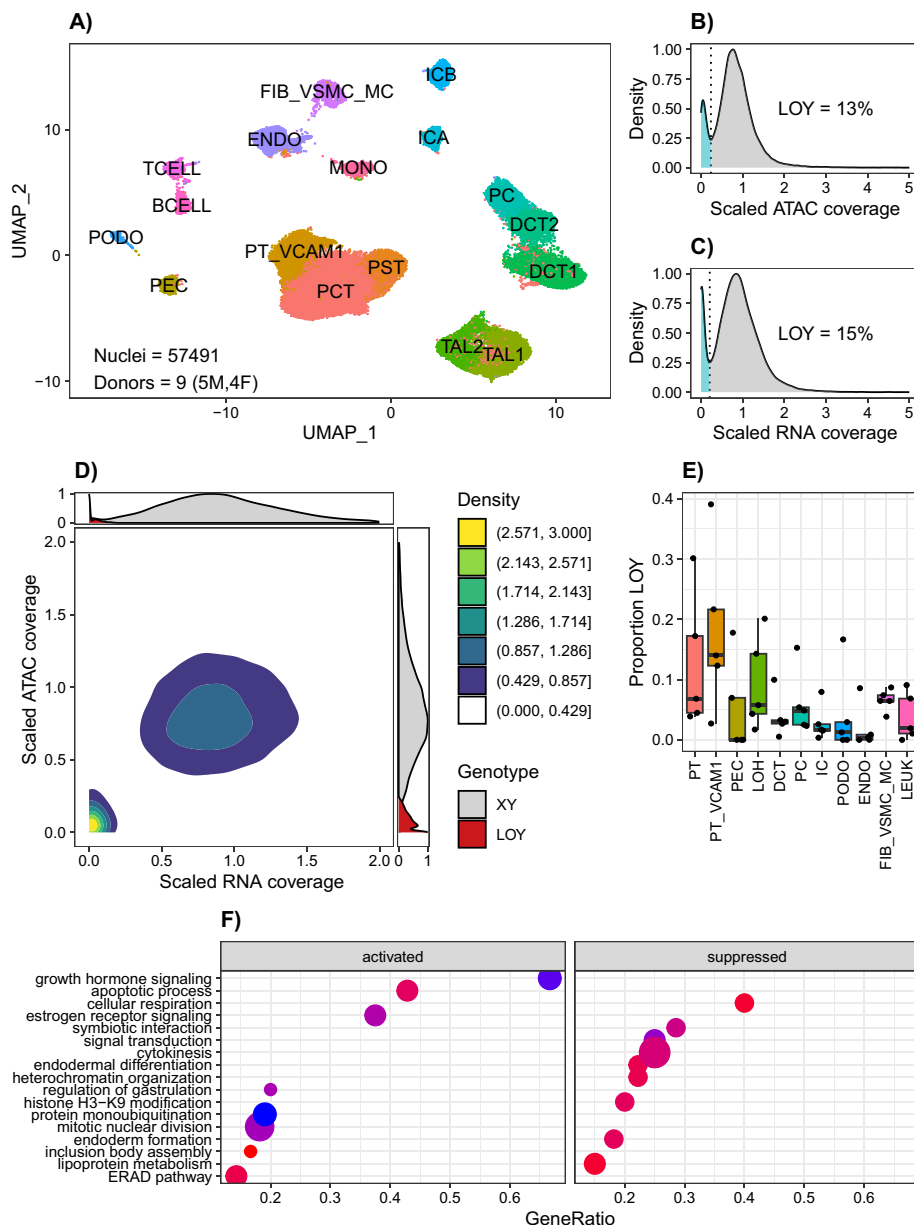 A)
UMAP_2
10
0
−10
ICB
FIB_VSMC_MC
ICA
ENDO
TCELL
MONO
BCELL
PC
PODO
DCT2
PT_VCAM1
PST
DCT1
PEC
PCT
TAL2
TAL1
Nuclei = 57491
Donors = 9 (5M,4F)
−10
0
10
UMAP_1
B)
Density
1.00
0.75
0.50
0.25
0.00
LOY = 13%
0
1
2
3
4
5
Scaled ATAC coverage
C)
Density
1.00
0.75
0.50
0.25
0.00
LOY = 15%
0
1
2
3
4
5
Scaled RNA coverage
D)
1
0
Scaled ATAC coverage
2.0
1.5
1.0
0.5
0.0
0.0
0.5
1.0
1.5
2.0
0
1
Scaled RNA coverage
Density
(2.571, 3.000]
(2.143, 2.571]
(1.714, 2.143]
(1.286, 1.714]
(0.857, 1.286]
(0.429, 0.857]
(0.000, 0.429]
Genotype
XY
LOY
E)
Proportion LOY
0.4
0.3
0.2
0.1
0.0
PT
PT_VCAM1
PEC
LOH
DCT
PC
IC
PODO
ENDO
FIB_VSMC_MC
LEUK
F)
activated
suppressed
growth hormone signaling
apoptotic process
cellular respiration
estrogen receptor signaling
symbiotic interaction
signal transduction
cytokinesis
endodermal differentiation
heterochromatin organization
regulation of gastrulation
histone H3−K9 modification
protein monoubiquitination
mitotic nuclear division
endoderm formation
inclusion body assembly
lipoprotein metabolism
ERAD pathway
0.2
0.3
0.4
0.5
0.6
0.2
0.3
0.4
0.5
0.6
GeneRatio